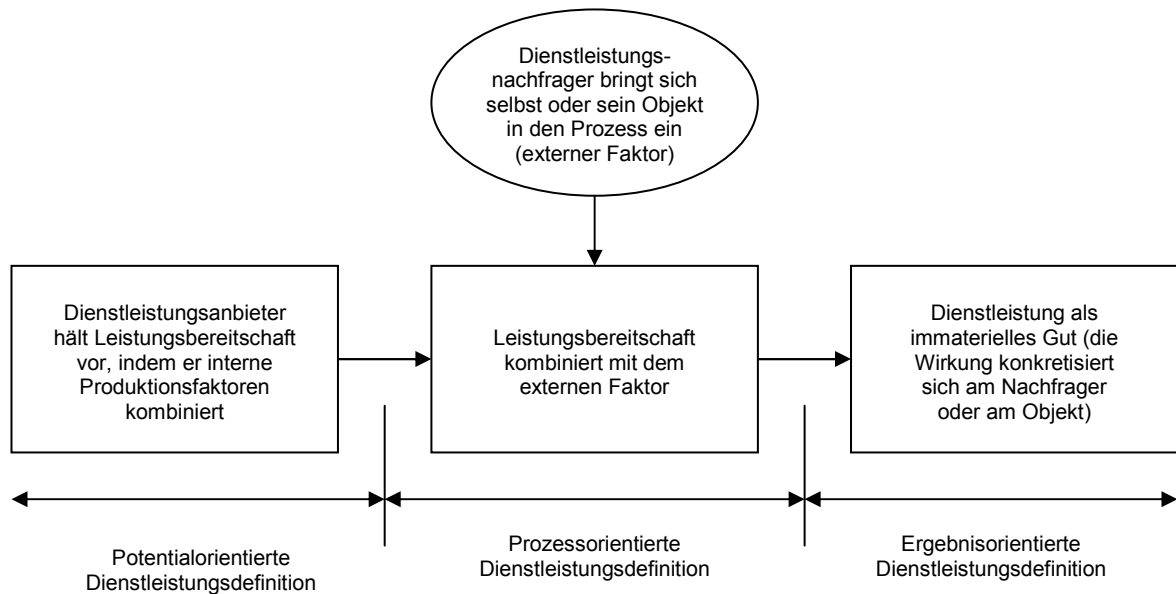 Dienstleistungs-
nachfrager bringt sich
selbst oder sein Objekt
in den Prozess ein
(externer Faktor)
Dienstleistungsanbieter
hält Leistungsbereitschaft
vor, indem er interne
Produktionsfaktoren
kombiniert
Leistungsbereitschaft
kombiniert mit dem
externen Faktor
Dienstleistung als
immaterielles Gut (die
Wirkung konkretisiert
sich am Nachfrager
oder am Objekt)
Potentialorientierte
Dienstleistungsdefinition
Prozessorientierte
Dienstleistungsdefinition
Ergebnisorientierte
Dienstleistungsdefinition